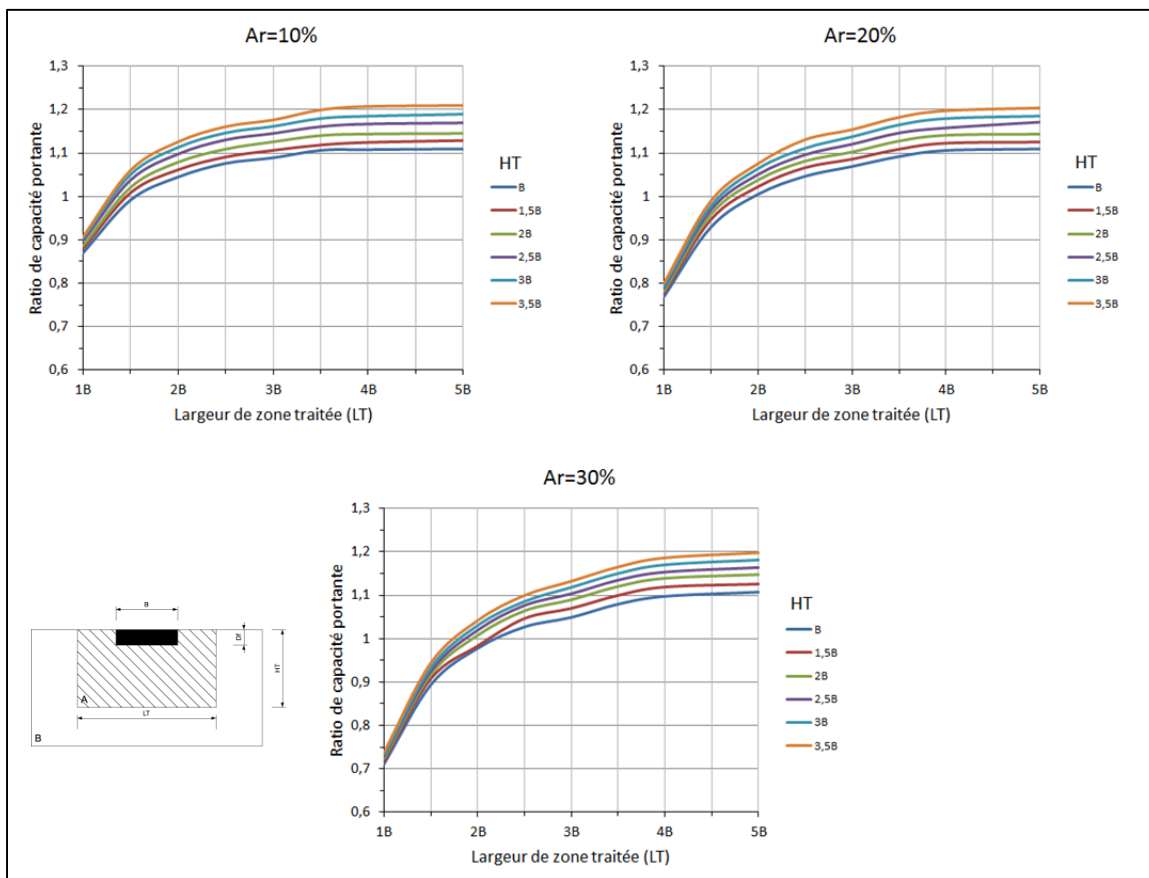 Ar=10%
Ratio de capacité portante
1,3
1,2
1,1
1
0,9
0,8
0,7
0,6
1B 2B 3B 4B 5B
Largeur de zone traitée (LT)
HT
B
1,5B
2B
2,5B
3B
3,5B
Ar=20%
Ratio de capacité portante
1,3
1,2
1,1
1
0,9
0,8
0,7
0,6
1B 2B 3B 4B 5B
Largeur de zone traitée (LT)
HT
B
1,5B
2B
2,5B
3B
3,5B
B
Df
HT
A
LT
B
Ar=30%
Ratio de capacité portante
1,3
1,2
1,1
1
0,9
0,8
0,7
0,6
1B 2B 3B 4B 5B
Largeur de zone traitée (LT)
HT
B
1,5B
2B
2,5B
3B
3,5B